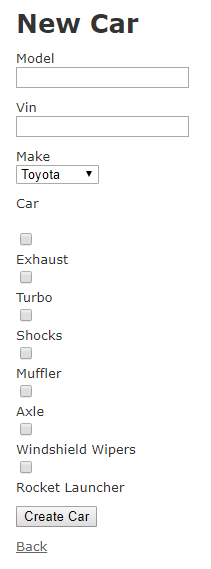 New Car
Model
Vin
Make
Toyota
Car
Exhaust
Turbo
Shocks
Muffler
Axle
Windshield Wipers
Rocket Launcher
Create Car
Back